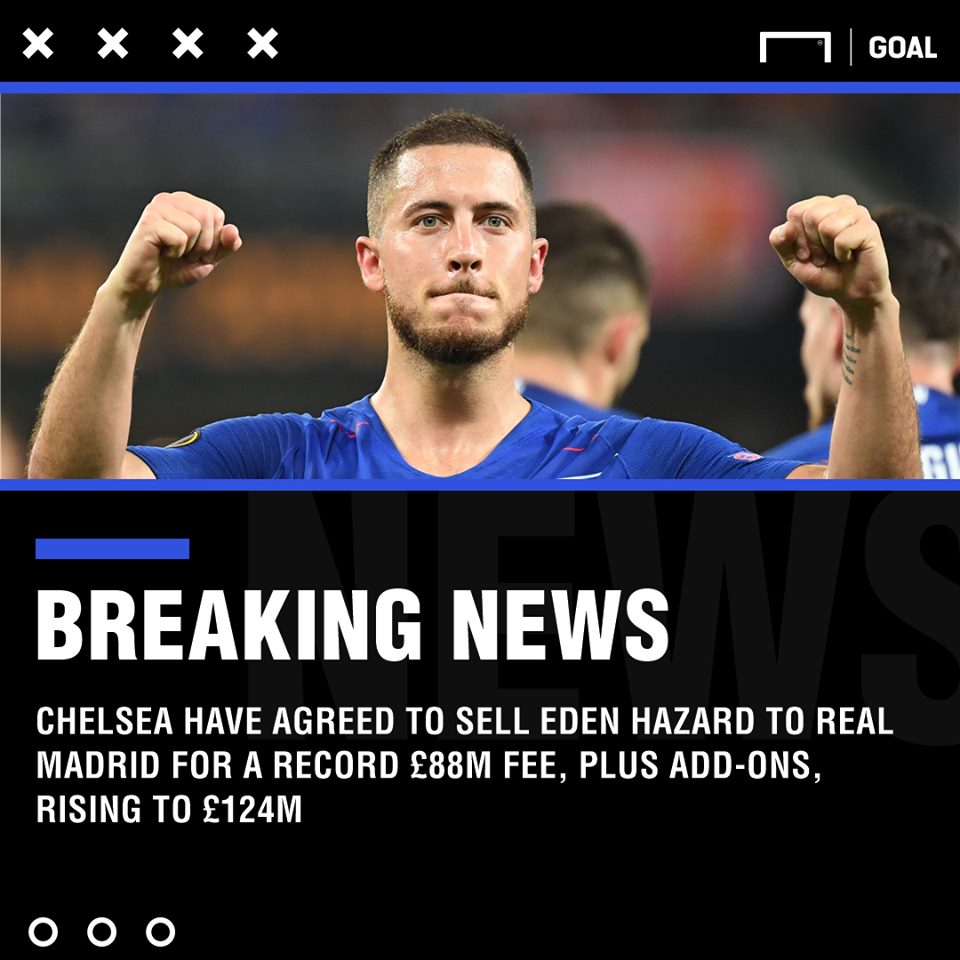 GOAL
BREAKING NEWS
CHELSEA HAVE AGREED TO SELL EDEN HAZARD TO REAL
MADRID FOR A RECORD £88M FEE, PLUS ADD-ONS,
RISING TO £124M
NEWS